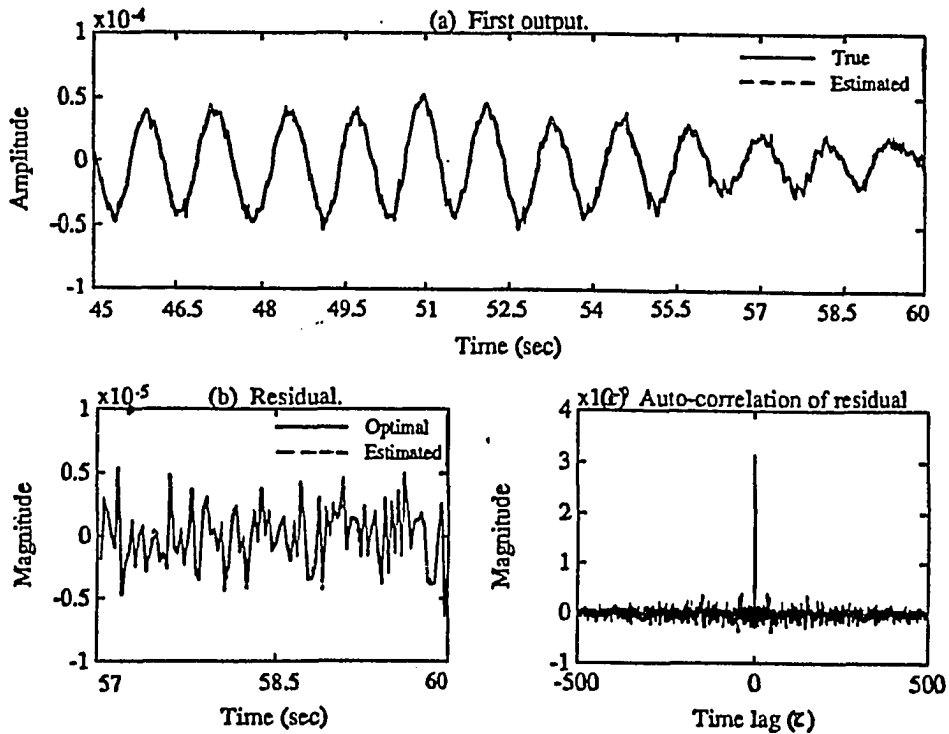 x10-4
(a) First output.
1
True
Estimated
0.5
0
-0.5
-1
Amplitude
45 46.5 48 49.5 51 52.5 54 55.5 57 58.5 60
Time (sec)
x10-5
(b) Residual.
1
Optimal
Estimated
0.5
0
-0.5
-1
Magnitude
57 58.5 60
Time (sec)
(c) Auto-correlation of residual
4
3
2
1
0
-1
Magnitude
-500 0 500
Time lag (τ)